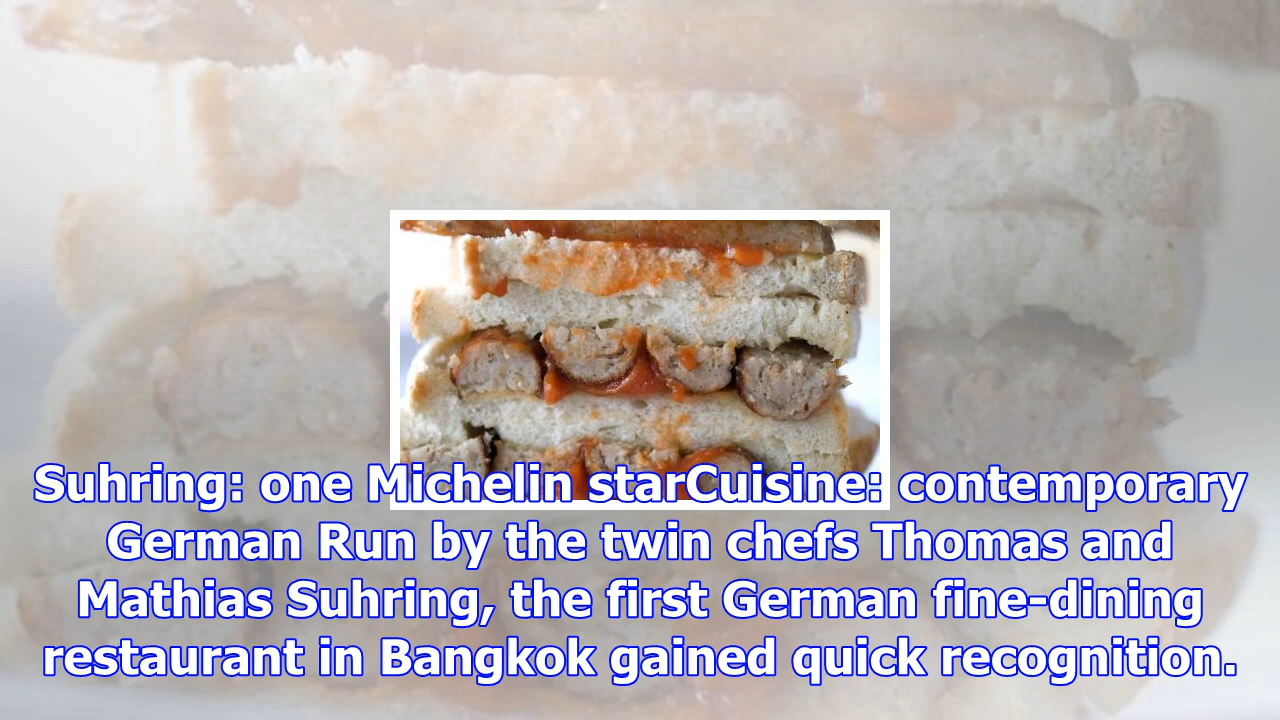 Suhring: one Michelin starCuisine: contemporary
German Run by the twin chefs Thomas and
Mathias Suhring, the first German fine-dining
restaurant in Bangkok gained quick recognition.